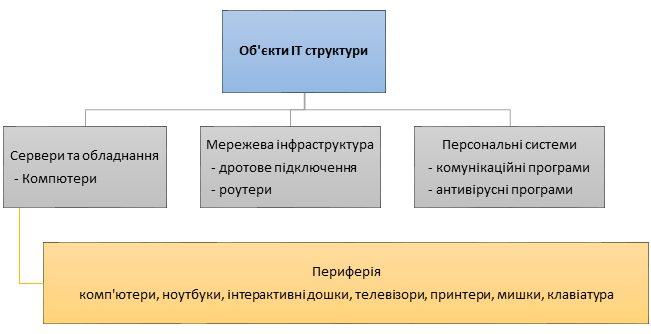 Об'єкти ІТ структури
Сервери та обладнання
- Компютери
Мережева інфраструктура
- дротове підключення
- роутери
Персональні системи
- комунікаційні програми
- антивірусні програми
Периферія
комп'ютери, ноутбуки, інтерактивні дошки, телевізори, принтери, мишки, клавіатура